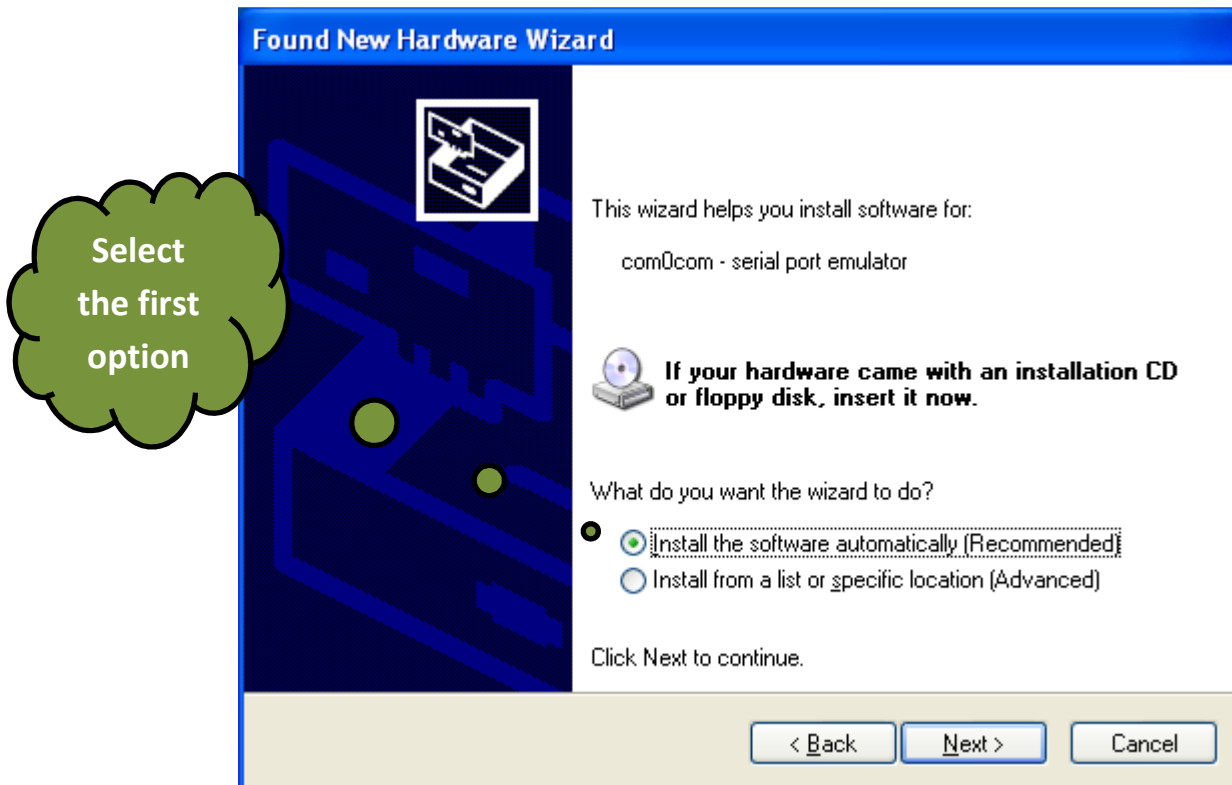 Found New Hardware Wizard
Select
the first
option
This wizard helps you install software for:
com0com - serial port emulator
If your hardware came with an installation CD
or floppy disk, insert it now.
What do you want the wizard to do?
Install the software automatically (Recommended)
Install from a list or specific location (Advanced)
Click Next to continue.
< Back
Next >
Cancel